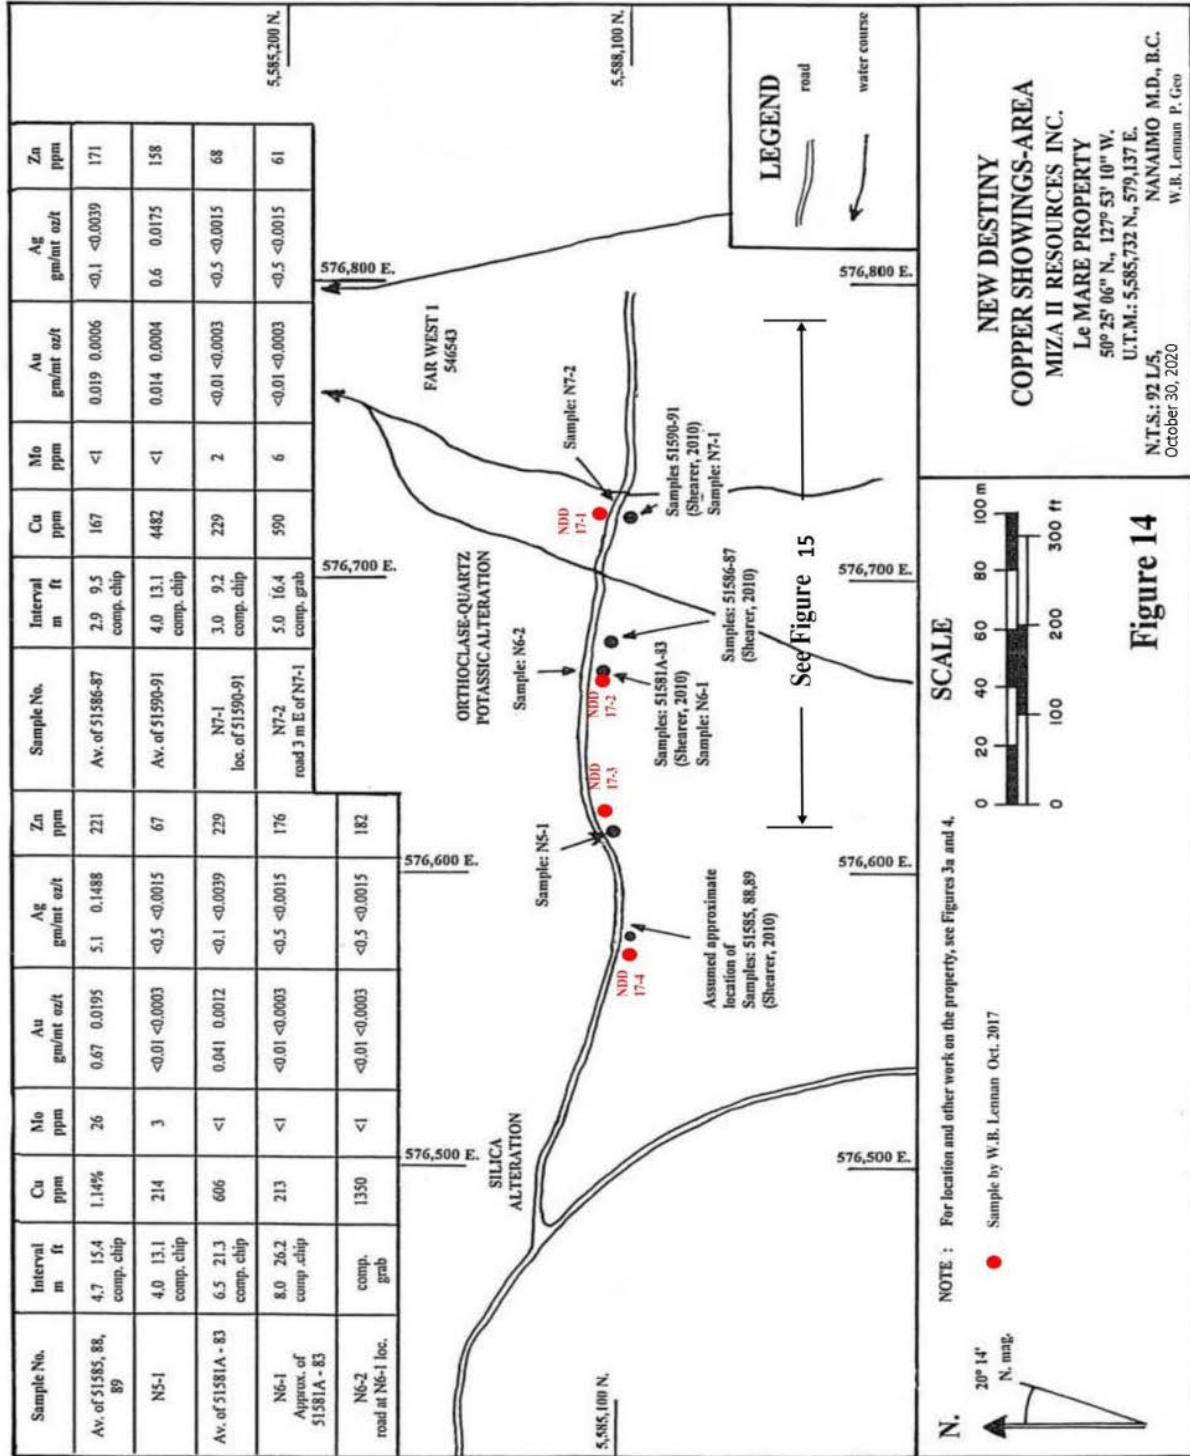 Sample No.
Interval
m ft
Cu
ppm
Mo
ppm
Au
gm/mt oz/t
Ag
gm/mt oz/t
Zn
ppm
Av. of 51585, 88,
89
4.7 15.4
comp. chip
1.14%
26
0.67 0.0195
5.1 0.1488
221
N5-1
4.0 13.1
comp. chip
214
3
<0.01 <0.0003
<0.5 <0.0015
67
Av. of 51581A - 83
6.5 21.3
comp. chip
606
<1
0.041 0.0012
<0.1 <0.0039
229
N6-1
Approx. of
51581A - 83
8.0 26.2
comp .chip
213
<1
<0.01 <0.0003
<0.5 <0.0015
176
N6-2
road at N6-1 loc.
comp.
grab
1350
<1
<0.01 <0.0003
<0.5 <0.0015
182
Sample No.
Interval
m ft
Cu
ppm
Mo
ppm
Au
gm/mt oz/t
Ag
gm/mt oz/t
Zn
ppm
Av. of 51586-87
2.9 9.5
comp. chip
167
<1
0.019 0.0006
<0.1 <0.0039
171
Av. of 51590-91
4.0 13.1
comp. chip
4482
<1
0.014 0.0004
0.6 0.0175
158
N7-1
loc. of 51590-91
3.0 9.2
comp. chip
229
2
<0.01 <0.0003
<0.5 <0.0015
68
N7-2
road 3 m E of N7-1
5.0 16.4
comp. grab
590
6
<0.01 <0.0003
<0.5 <0.0015
61
5,585,200 N.
576,500 E.
576,600 E.
576,700 E.
576,800 E.
FAR WEST 1
546543
SILICA
ALTERATION
ORTHOCLASE-QUARTZ
POTASSIC ALTERATION
Sample: N5-1
Sample: N6-2
Sample: N7-2
NDD
17-4
NDD
17-3
NDD
17-2
NDD
17-1
5,585,100 N.
5,588,100 N.
Assumed approximate
location of
Samples: 51585, 88,89
(Shearer, 2010)
Samples: 51581A-83
(Shearer, 2010)
Sample: N6-1
Samples: 51586-87
(Shearer, 2010)
Samples 51590-91
(Shearer, 2010)
Sample: N7-1
See Figure 15
576,500 E.
576,600 E.
576,700 E.
576,800 E.
LEGEND
road
water course
N.
20° 14'
N. mag.
NOTE : For location and other work on the property, see Figures 3a and 4.
Sample by W.B. Lennan Oct. 2017
SCALE
0 20 40 60 80 100 m
0 100 200 300 ft
Figure 14
NEW DESTINY
COPPER SHOWINGS-AREA
MIZA II RESOURCES INC.
Le MARE PROPERTY
50° 25' 06" N., 127° 53' 10" W.
U.T.M.: 5,585,732 N., 579,137 E.
N.T.S.: 92 L/5, NANAIMO M.D., B.C.
October 30, 2020 W.B. Lennan P. Geo